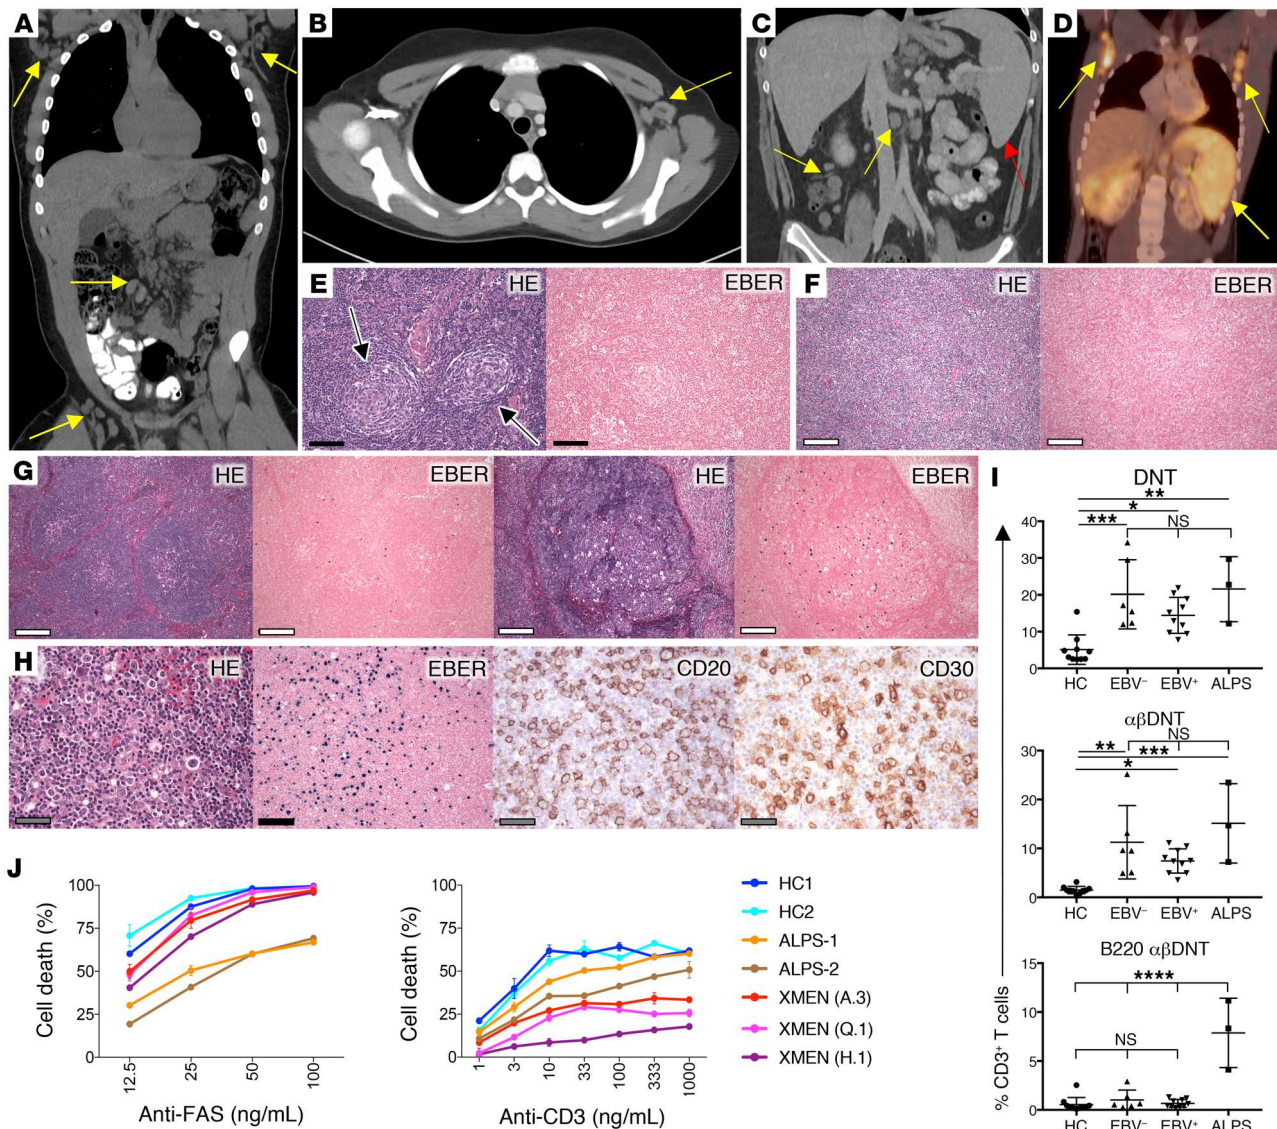 A
B
C
D
E
HE
EBER
F
HE
EBER
G
HE
EBER
HE
EBER
H
HE
EBER
CD20
CD30
I
DNT
**
*
***
NS
40
30
20
10
0
HC
EBV⁻
EBV⁺
ALPS
αβDNT
NS
**
***
*
30
20
10
0
HC
EBV⁻
EBV⁺
ALPS
B220 αβDNT
****
NS
15
10
5
0
HC
EBV⁻
EBV⁺
ALPS
% CD3⁺ T cells
J
Cell death (%)
100
75
50
25
0
12.5
25
50
100
Anti-FAS (ng/mL)
Cell death (%)
100
75
50
25
0
1
3
10
33
100
333
1000
Anti-CD3 (ng/mL)
HC1
HC2
ALPS-1
ALPS-2
XMEN (A.3)
XMEN (Q.1)
XMEN (H.1)